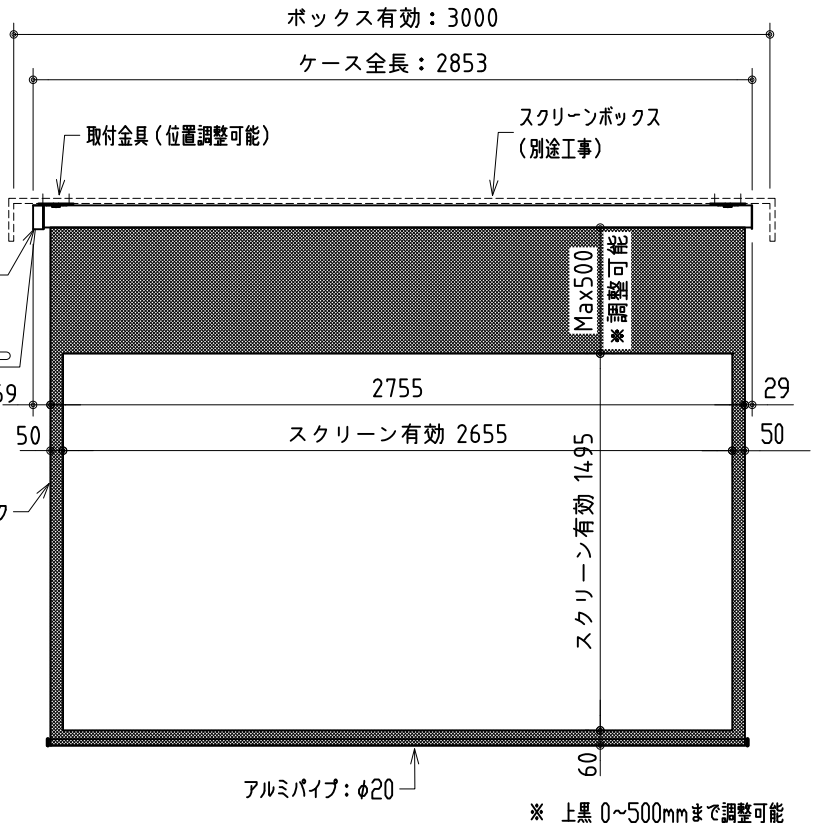 ボックス有効：3000
ケース全長：2853
取付金具（位置調整可能）
スクリーンボックス
（別途工事）
Max500
※調整可能
69
2755
29
50
スクリーン有効 2655
50
スクリーン有効 1495
ク
60
アルミパイプ：φ20
※ 上黒 0～500mmまで調整可能